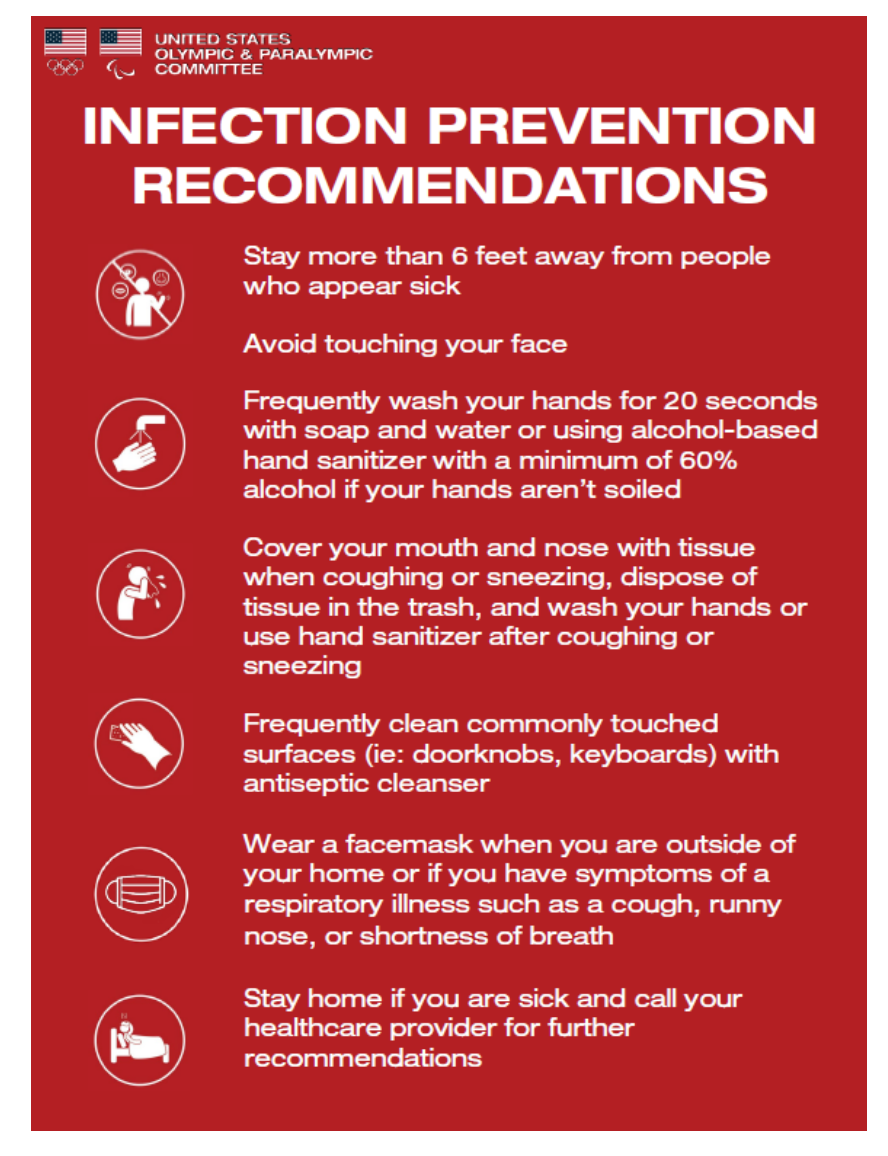 UNITED STATES
OLYMPIC & PARALYMPIC
COMMITTEE
INFECTION PREVENTION
RECOMMENDATIONS
Stay more than 6 feet away from people
who appear sick
Avoid touching your face
Frequently wash your hands for 20 seconds
with soap and water or using alcohol-based
hand sanitizer with a minimum of 60%
alcohol if your hands aren't soiled
Cover your mouth and nose with tissue
when coughing or sneezing, dispose of
tissue in the trash, and wash your hands or
use hand sanitizer after coughing or
sneezing
Frequently clean commonly touched
surfaces (ie: doorknobs, keyboards) with
antiseptic cleanser
Wear a facemask when you are outside of
your home or if you have symptoms of a
respiratory illness such as a cough, runny
nose, or shortness of breath
Stay home if you are sick and call your
healthcare provider for further
recommendations